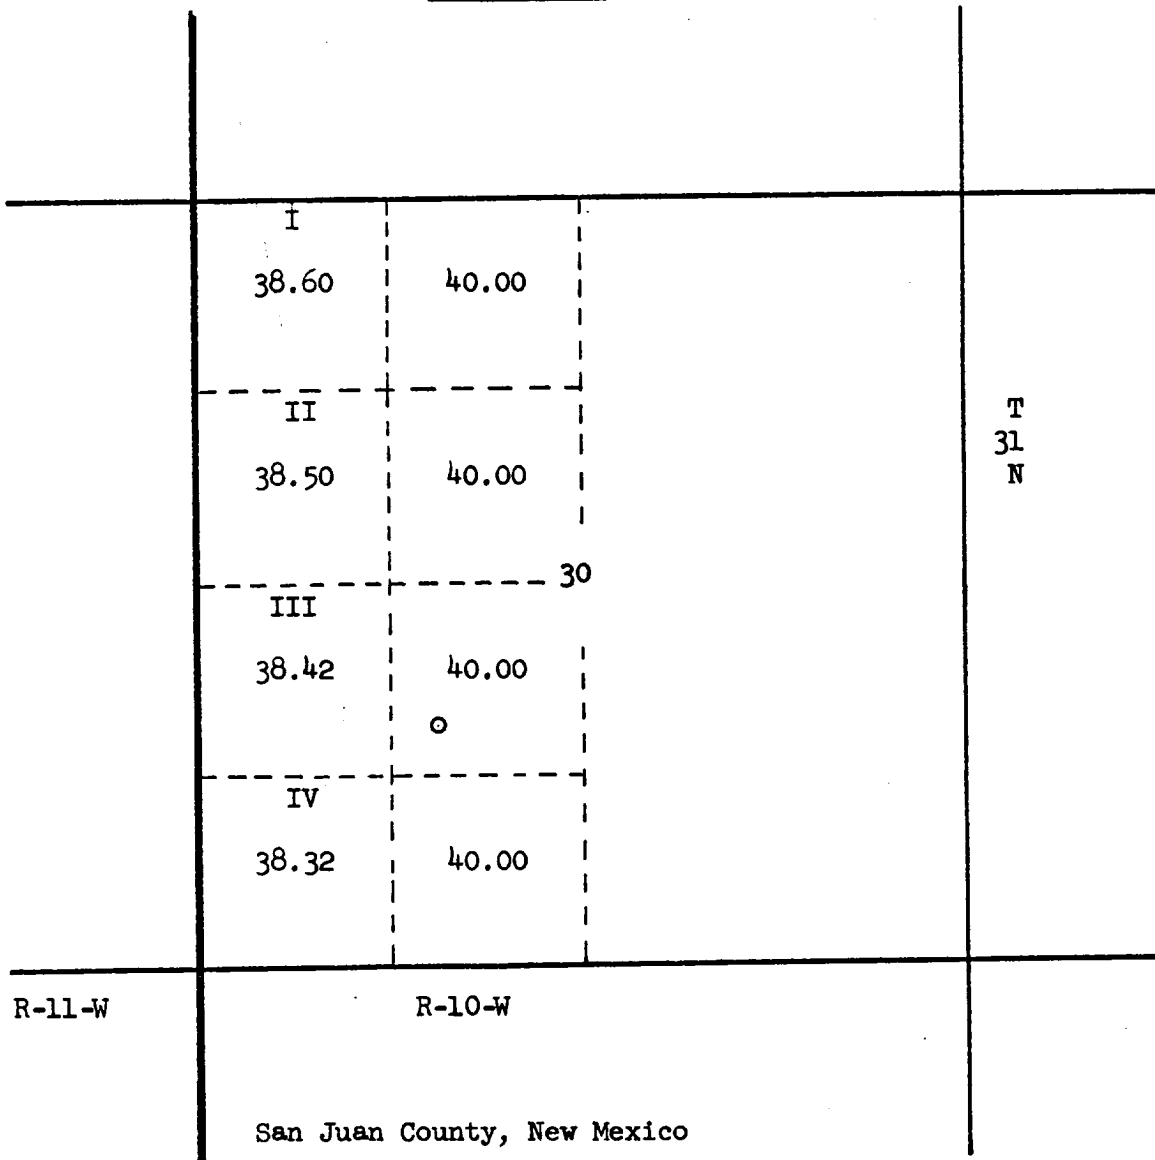 I
38.60 40.00
II
38.50 40.00
T
31
N
30
III
38.42 40.00
IV
38.32 40.00
R-11-W R-10-W
San Juan County, New Mexico